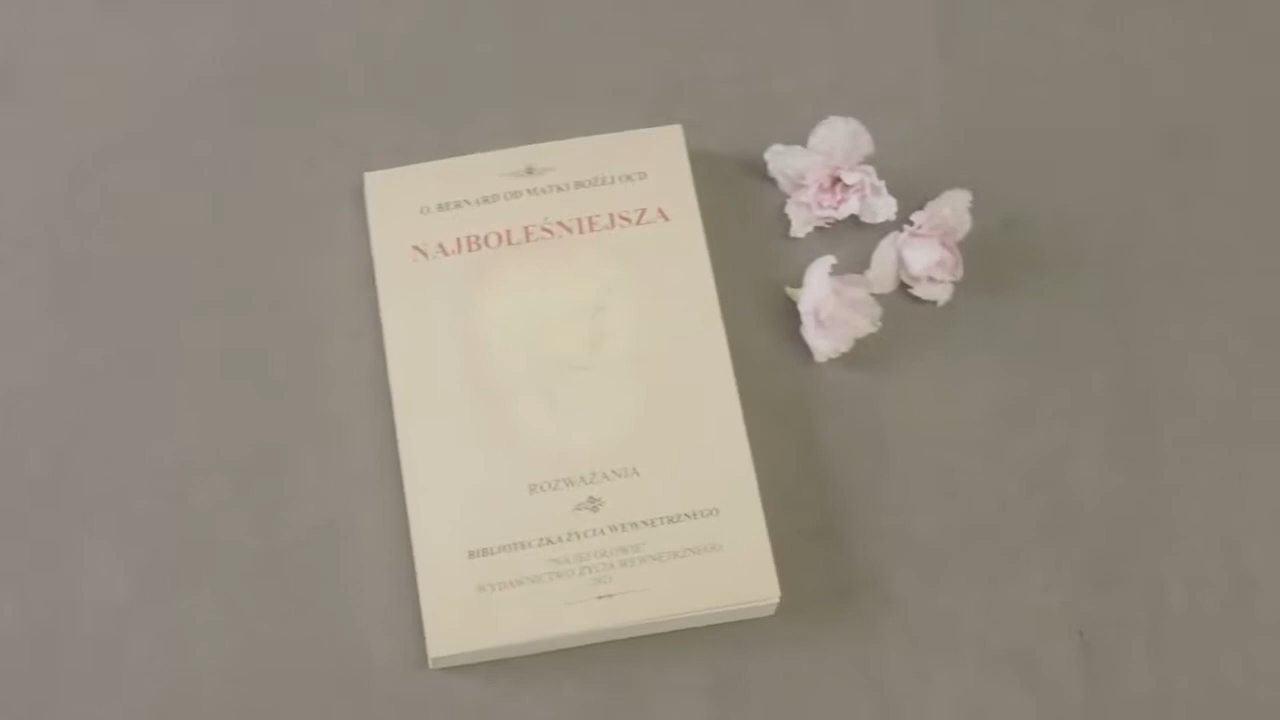 O. BERNARD OD MATKI BOŻEJ OCD
NAJBOLEŚNIEJSZA
ROZWAŻANIA
BIBLIOTECZKA ŻYCIA WEWNĘTRZNEGO
WYDAWNICTWO ŻYCIA WEWNĘTRZNEGO